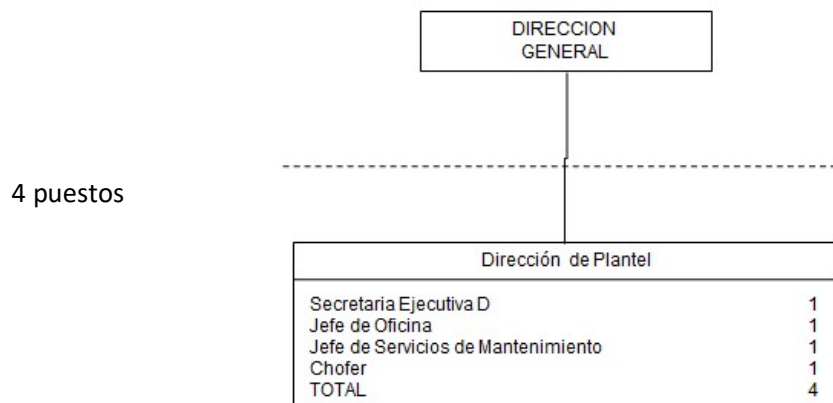 DIRECCION
GENERAL
4 puestos
Dirección de Plantel
Secretaria Ejecutiva D 1
Jefe de Oficina 1
Jefe de Servicios de Mantenimiento 1
Chofer 1
TOTAL 4